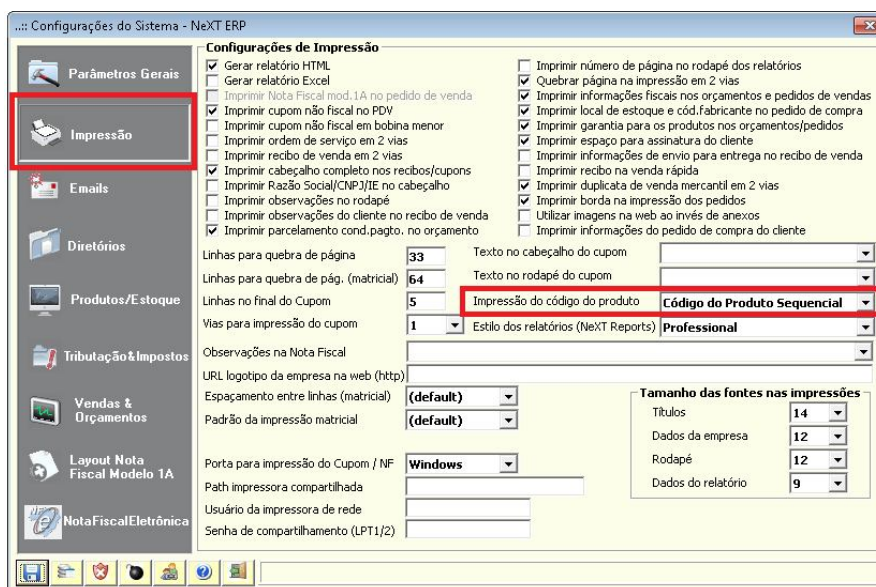 ..:: Configurações do Sistema - NeXT ERP
Parâmetros Gerais
Impressão
Emails
Diretórios
Produtos/Estoque
Tributação&Impostos
Vendas &
Orçamentos
Layout Nota
Fiscal Modelo 1A
NotaFiscalEletrônica
Configurações de Impressão
Gerar relatório HTML
Gerar relatório Excel
Imprimir Nota Fiscal mod.1A no pedido de venda
Imprimir cupom não fiscal no PDV
Imprimir cupom não fiscal em bobina menor
Imprimir ordem de serviço em 2 vias
Imprimir recibo de venda em 2 vias
Imprimir cabeçalho completo nos recibos/cupons
Imprimir Razão Social/CNPJ/IE no cabeçalho
Imprimir observações no rodapé
Imprimir observações do cliente no recibo de venda
Imprimir parcelamento cond.pagto. no orçamento
Imprimir número de página no rodapé dos relatórios
Quebrar página na impressão em 2 vias
Imprimir informações fiscais nos orçamentos e pedidos de vendas
Imprimir local de estoque e cód.fabricante no pedido de compra
Imprimir garantia para os produtos nos orçamentos/pedidos
Imprimir espaço para assinatura do cliente
Imprimir informações de envio para entrega no recibo de venda
Imprimir recibo na venda rápida
Imprimir duplicata de venda mercantil em 2 vias
Imprimir borda na impressão dos pedidos
Utilizar imagens na web ao invés de anexos
Imprimir informações do pedido de compra do cliente
Linhas para quebra de página 33
Texto no cabeçalho do cupom
Linhas para quebra de pág. (matricial) 64
Texto no rodapé do cupom
Linhas no final do Cupom 5
Impressão do código do produto Código do Produto Sequencial
Vias para impressão do cupom 1
Estilo dos relatórios (NeXT Reports) Professional
Observações na Nota Fiscal
URL logotipo da empresa na web (http)
Espaçamento entre linhas (matricial) (default)
Padrão da impressão matricial (default)
Porta para impressão do Cupom / NF Windows
Path impressora compartilhada
Usuário da impressora de rede
Senha de compartilhamento (LPT1/2)
Tamanho das fontes nas impressões
Títulos 14
Dados da empresa 12
Rodapé 12
Dados do relatório 9